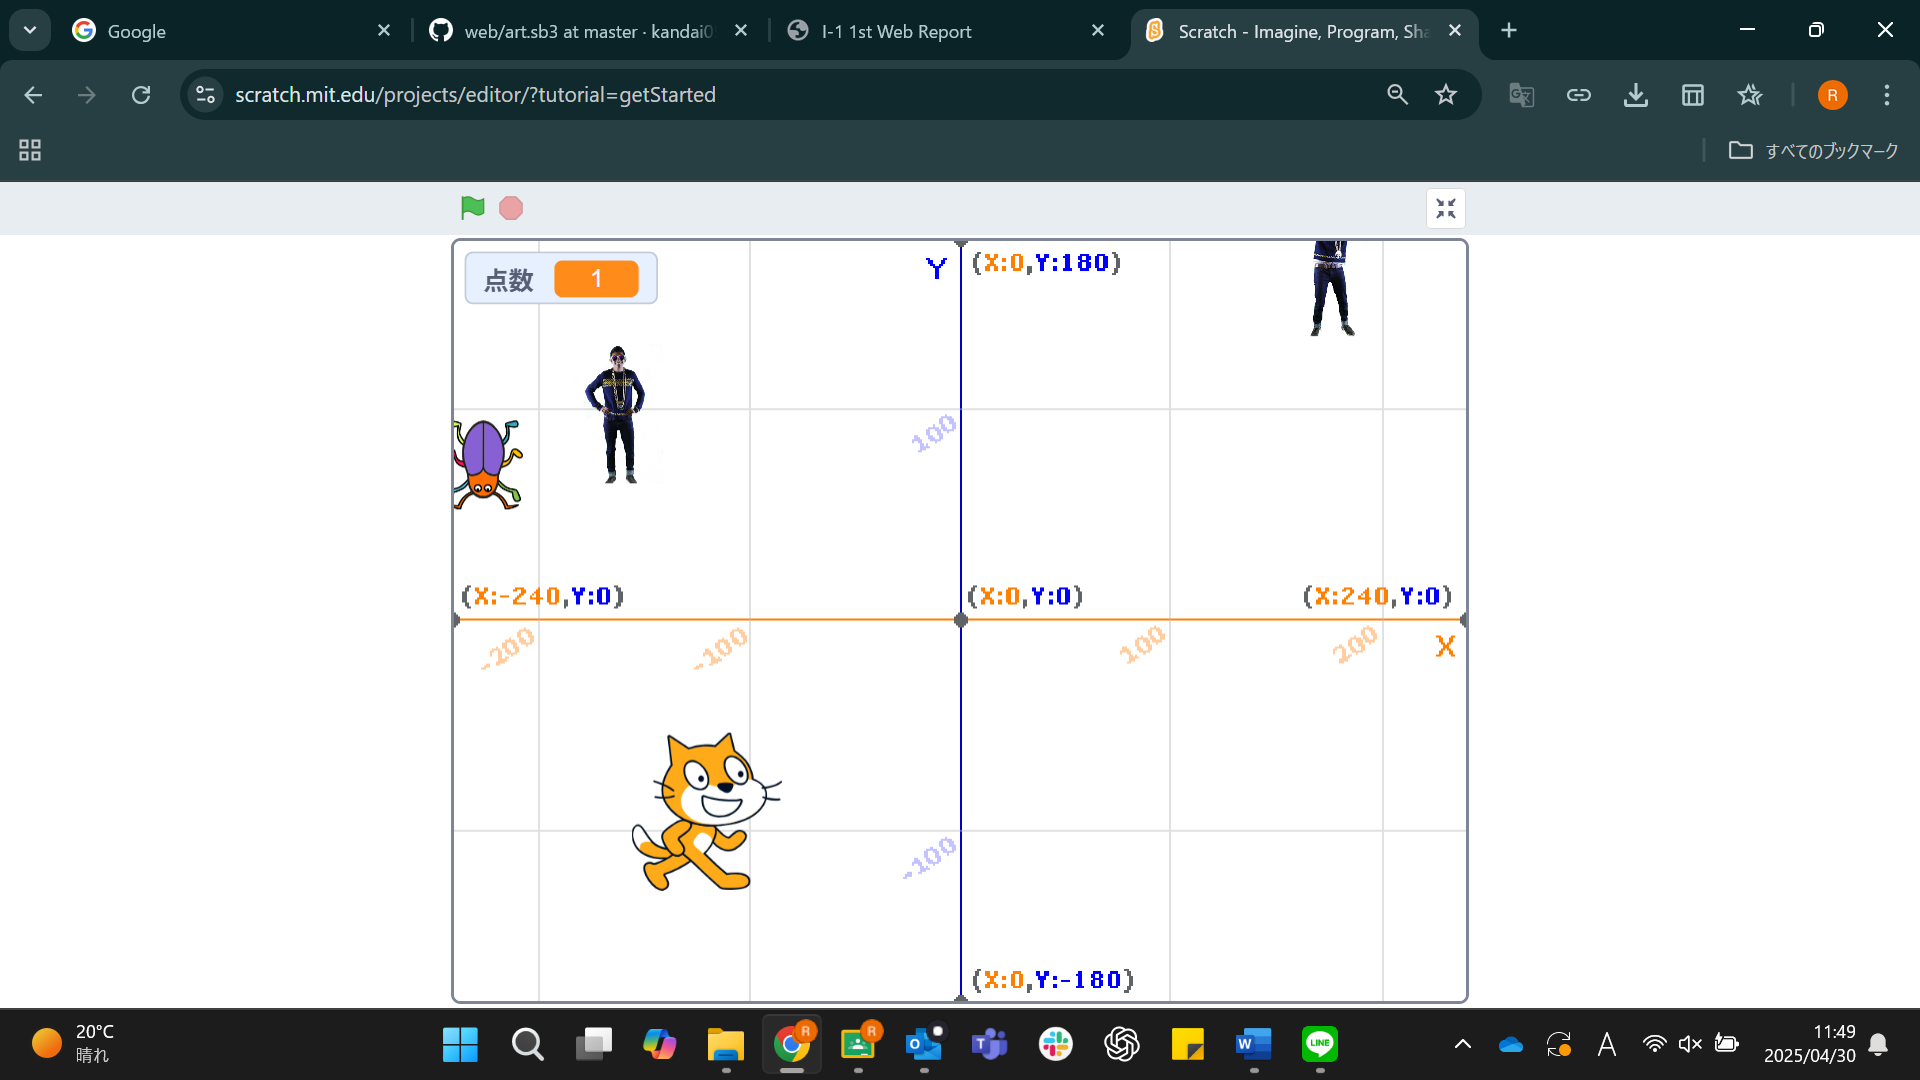 Google
web/art.sb3 at master · kandai0
I-1 1st Web Report
Scratch - Imagine, Program, Sha
scratch.mit.edu/projects/editor/?tutorial=getStarted
R
すべてのブックマーク
点数 1
Y
(X:0,Y:180)
100
(X:-240,Y:0)
(X:0,Y:0)
(X:240,Y:0)
-200
-100
100
200
X
-100
(X:0,Y:-180)
20°C
晴れ
R
R
LINE
A
11:49
2025/04/30